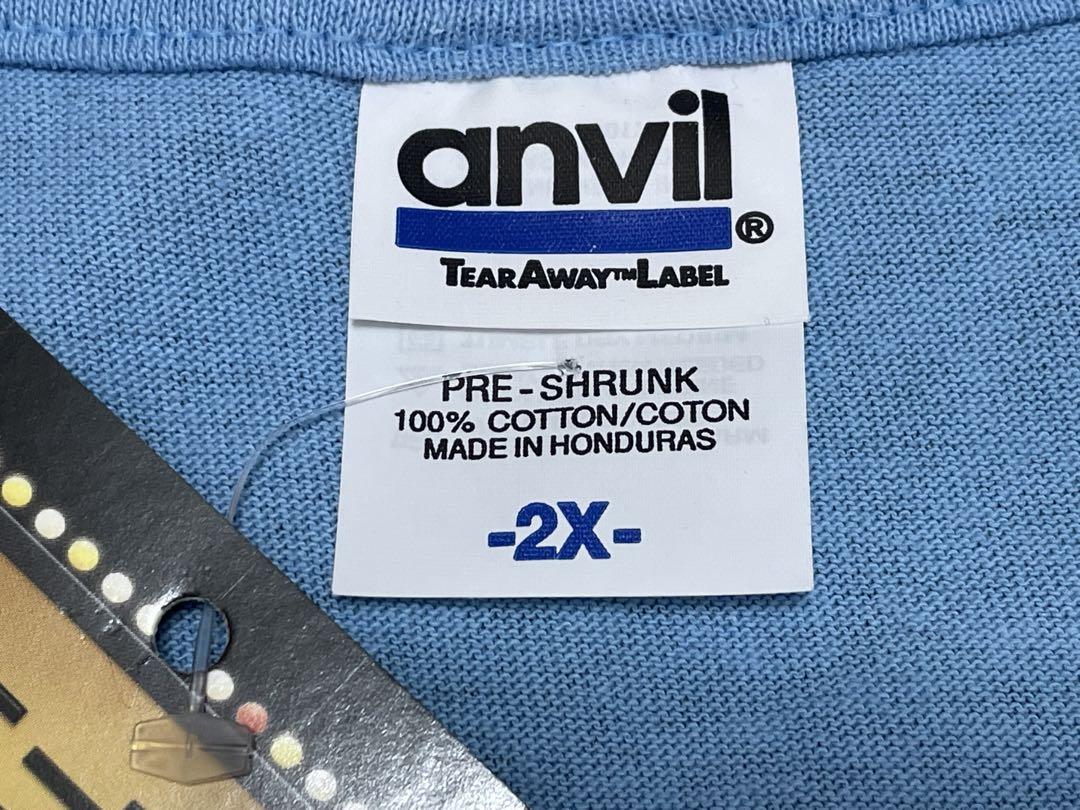 anvil®
TEARAWAY™LABEL
PRE-SHRUNK
100% COTTON/COTON
MADE IN HONDURAS
-2X-